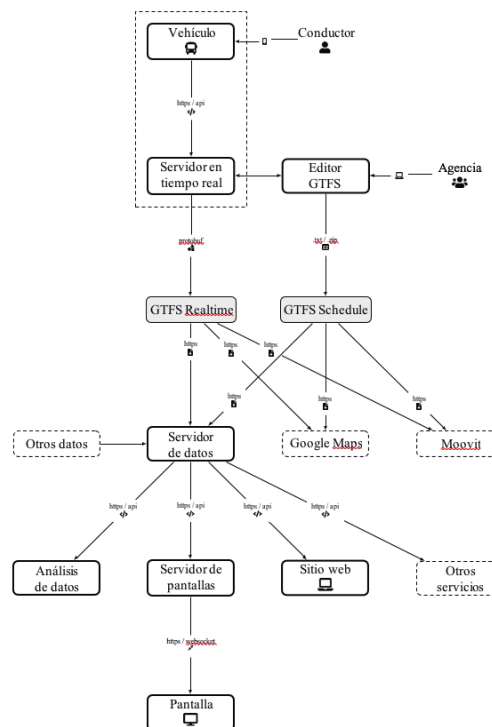 Vehículo
Conductor
https / api
Servidor en
tiempo real
Editor
GTFS
Agencia
protobuf
.txt / .zip
GTFS Realtime
GTFS Schedule
https
https
https
https
https
https
Otros datos
Servidor
de datos
Google Maps
Moovit
https / api
https / api
https / api
https / api
Análisis
de datos
Servidor de
pantallas
Sitio web
Otros
servicios
https / websocket
Pantalla